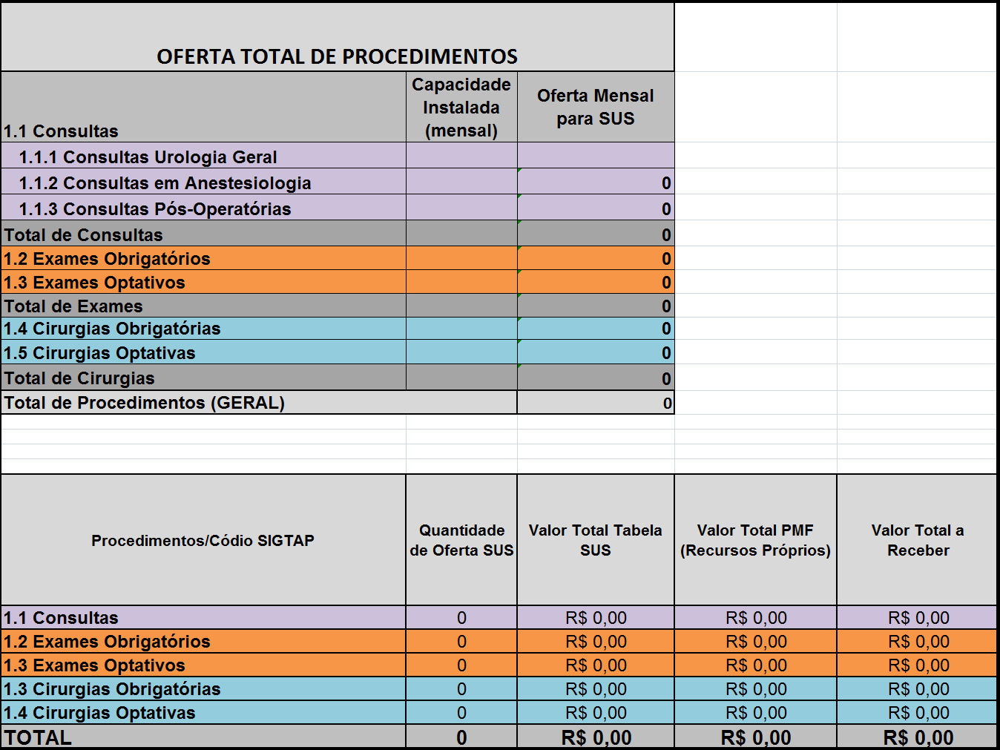 OFERTA TOTAL DE PROCEDIMENTOS
1.1 Consultas
Capacidade
Instalada
(mensal)
Oferta Mensal
para SUS
1.1.1 Consultas Urologia Geral
1.1.2 Consultas em Anestesiologia 0
1.1.3 Consultas Pós-Operatórias 0
Total de Consultas 0
1.2 Exames Obrigatórios 0
1.3 Exames Optativos 0
Total de Exames 0
1.4 Cirurgias Obrigatórias 0
1.5 Cirurgias Optativas 0
Total de Cirurgias 0
Total de Procedimentos (GERAL) 0
Procedimentos/Códio SIGTAP
Quantidade
de Oferta SUS
Valor Total Tabela
SUS
Valor Total PMF
(Recursos Próprios)
Valor Total a
Receber
1.1 Consultas 0 R$ 0,00 R$ 0,00 R$ 0,00
1.2 Exames Obrigatórios 0 R$ 0,00 R$ 0,00 R$ 0,00
1.3 Exames Optativos 0 R$ 0,00 R$ 0,00 R$ 0,00
1.3 Cirurgias Obrigatórias 0 R$ 0,00 R$ 0,00 R$ 0,00
1.4 Cirurgias Optativas 0 R$ 0,00 R$ 0,00 R$ 0,00
TOTAL 0 R$ 0,00 R$ 0,00 R$ 0,00